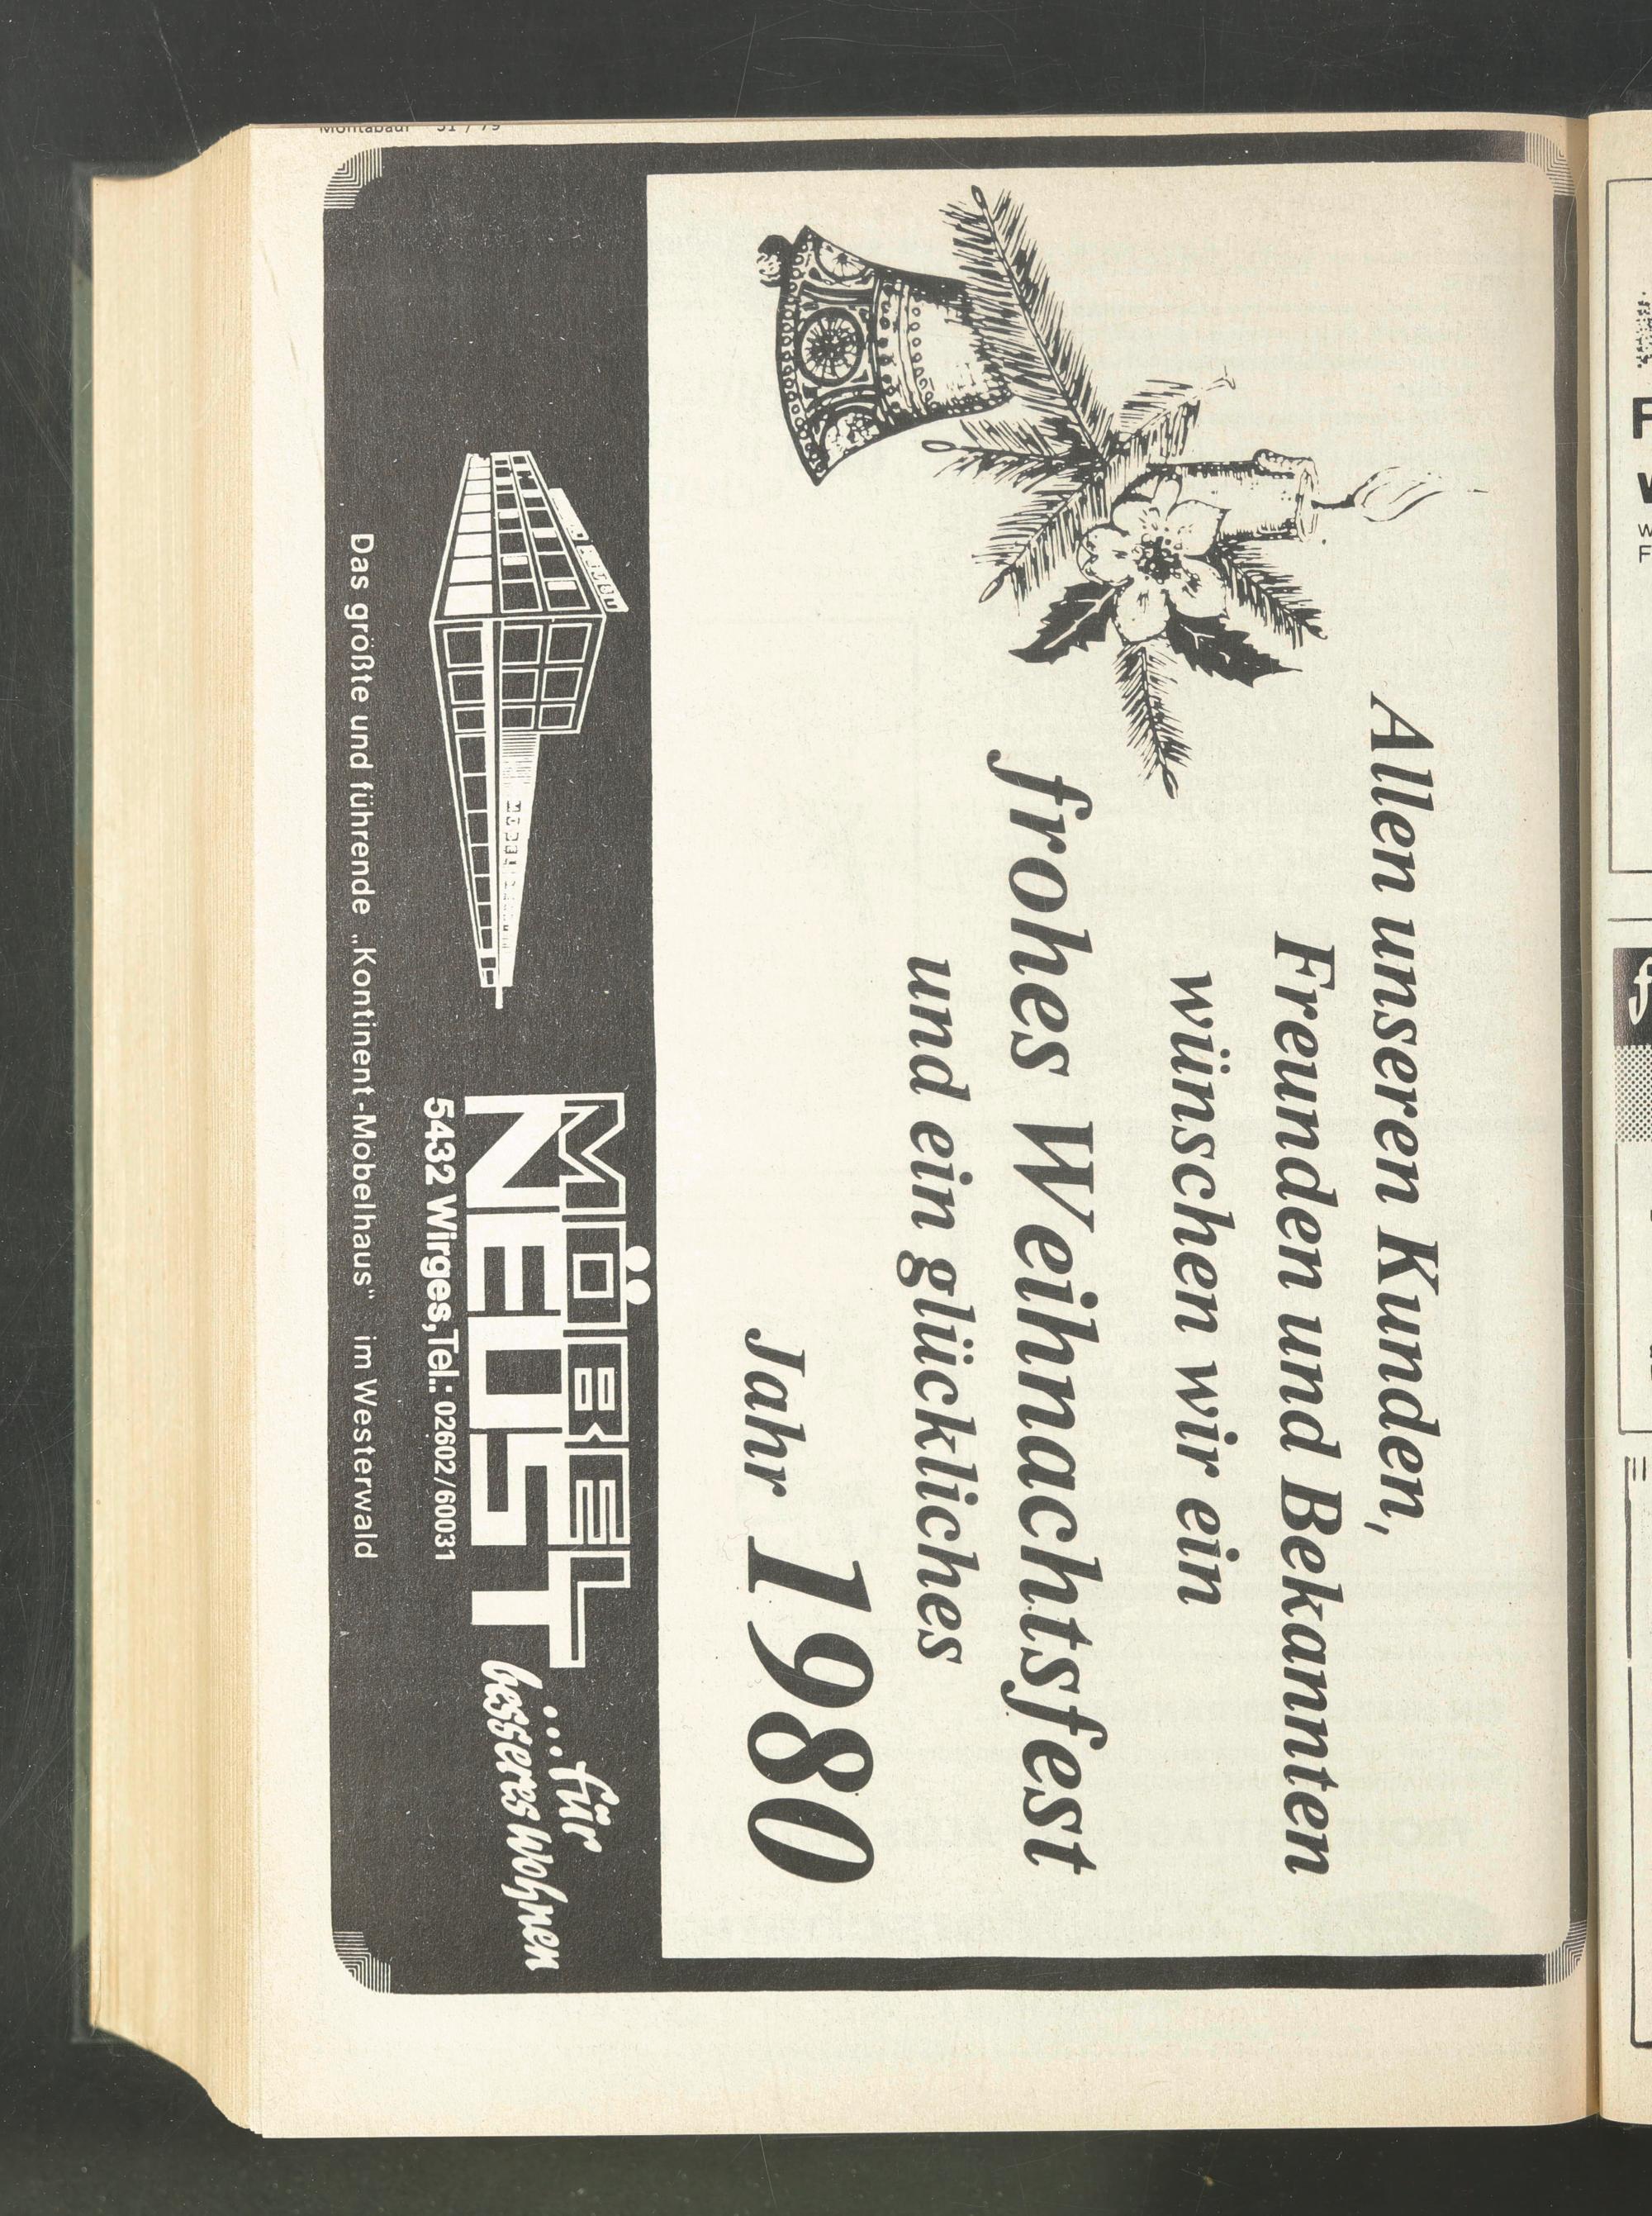 Montabaur 51 / 79
Allen unseren Kunden,
Freunden und Bekannten
wünschen wir ein
frohes Weihnachtsfest
und ein glückliches
Jahr 1980
MÖBEL
NEUST
...für
besseres wohnen
5432 Wirges, Tel.: 02602/60031
Das größte und führende „Kontinent-Mobelhaus“ im Westerwald